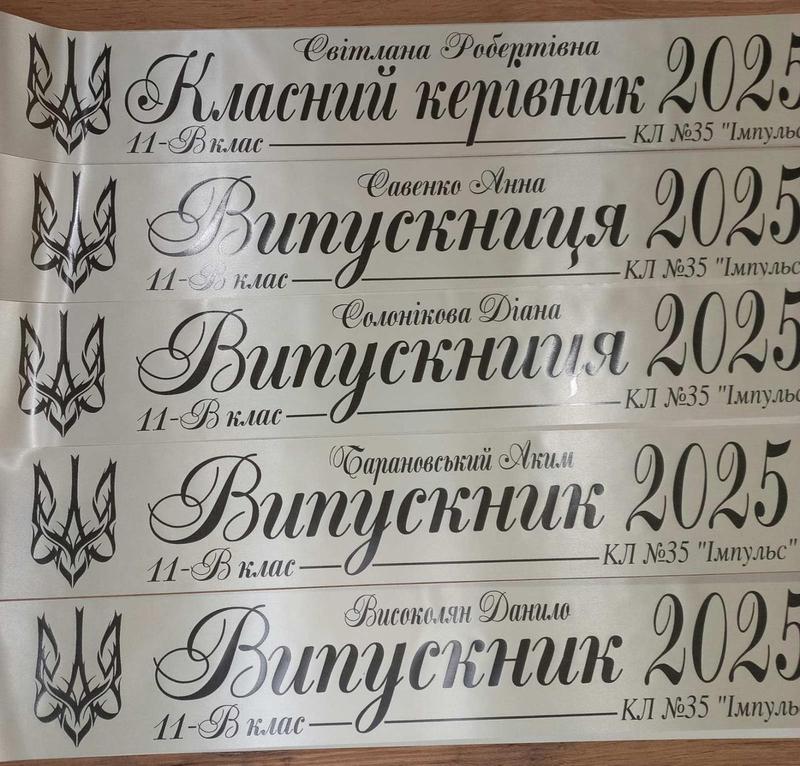 Світлана Робертівна
Класний керівник 2025
11-В клас КЛ №35 "Імпульс
Савенко Анна
Випускниця 2025
11-В клас КЛ №35 "Імпульс
Солонікова Діана
Випускниця 2025
11-В клас КЛ №35 "Імпульс
Барановський Аким
Випускник 2025
11-В клас КЛ №35 "Імпульс"
Високолян Данило
Випускник 2025
11-В клас КЛ №35 "Імпуль